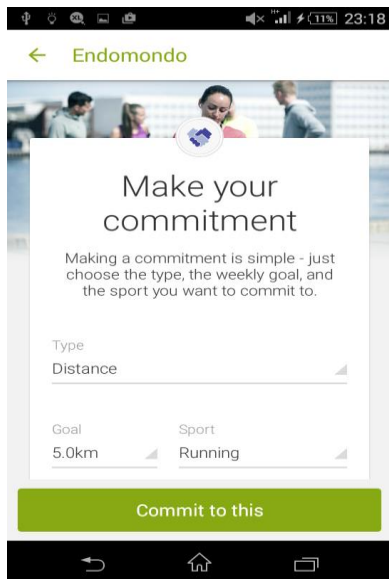 11% 23:18
Endomondo
Make your
commitment
Making a commitment is simple - just
choose the type, the weekly goal, and
the sport you want to commit to.
Type
Distance
Goal Sport
5.0km Running
Commit to this